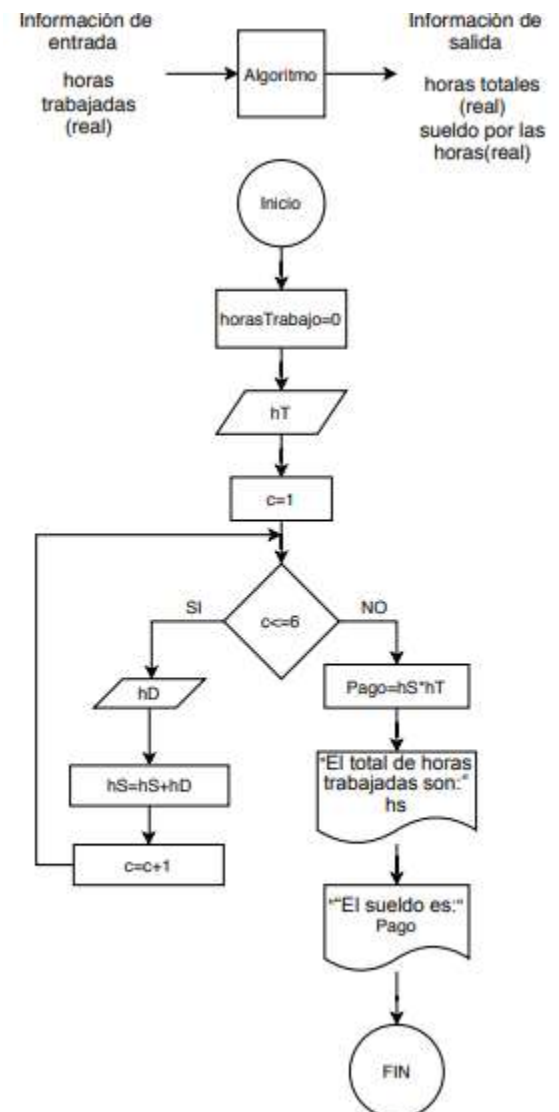 Información de
entrada
horas
trabajadas
(real)
Algoritmo
Información de
salida
horas totales
(real)
sueldo por las
horas(real)
Inicio
horasTrabajo=0
hT
c=1
c<=6
SI
NO
hD
hS=hS+hD
c=c+1
Pago=hS*hT
"El total de horas
trabajadas son:"
hs
""El sueldo es:"
Pago
FIN